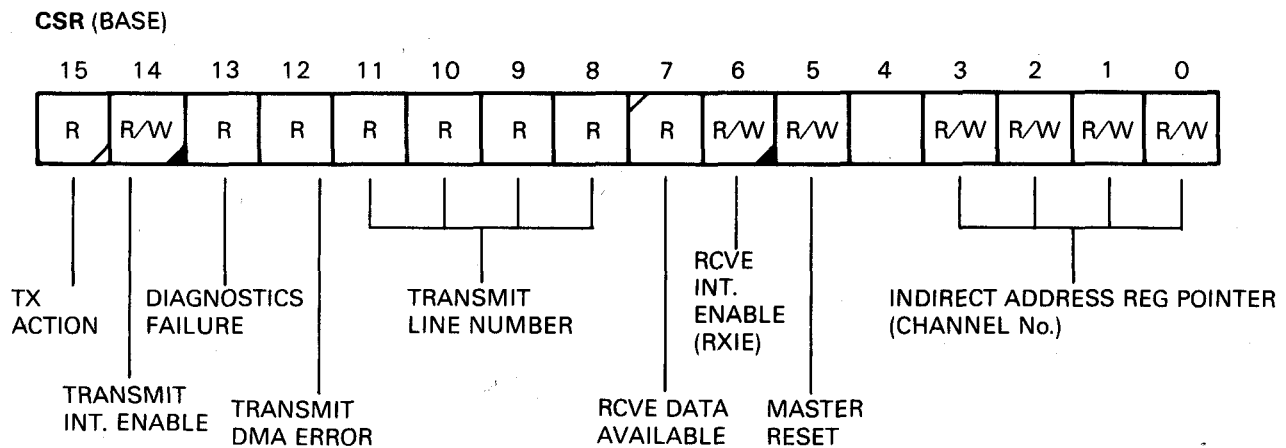 CSR (BASE)
15 14 13 12 11 10 9 8 7 6 5 4 3 2 1 0
R R/W R R R R R R R R/W R/W R/W R/W R/W R/W
TX
ACTION
TRANSMIT
INT. ENABLE
DIAGNOSTICS
FAILURE
TRANSMIT
DMA ERROR
TRANSMIT
LINE NUMBER
RCVE DATA
AVAILABLE
RCVE
INT.
ENABLE
(RXIE)
MASTER
RESET
INDIRECT ADDRESS REG POINTER
(CHANNEL No.)